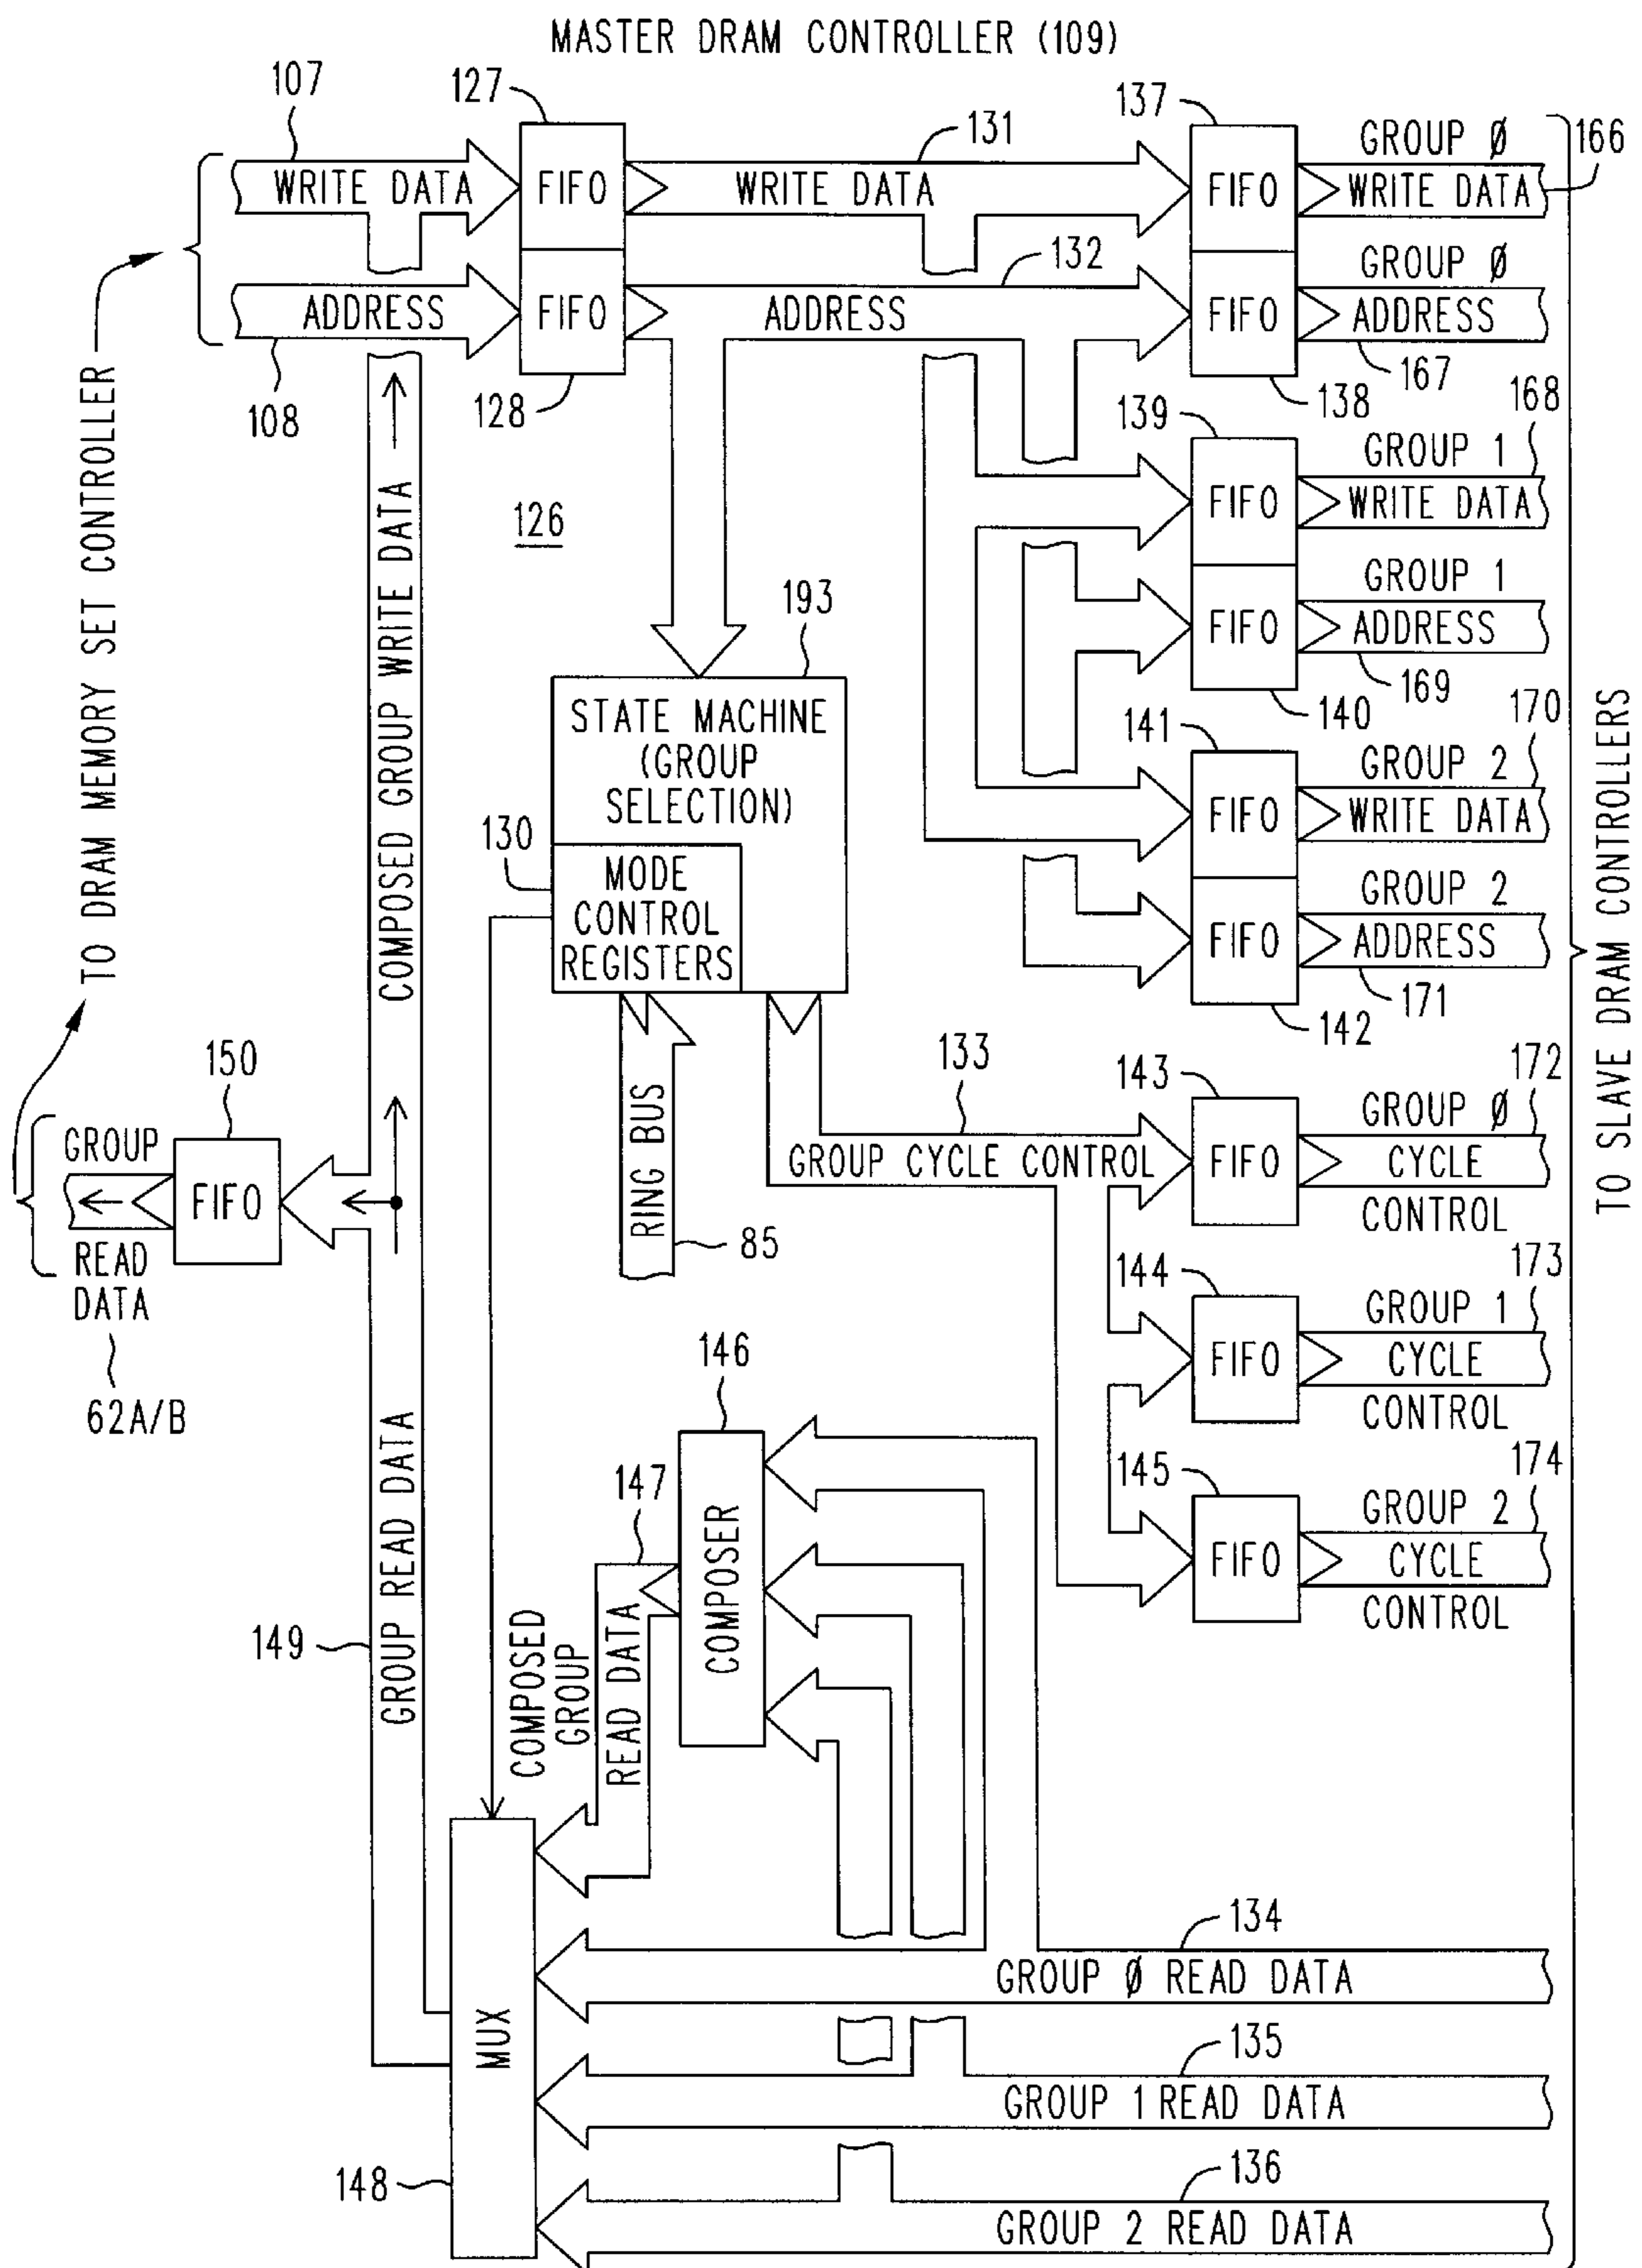 MASTER DRAM CONTROLLER (109)
107
127
131
137
GROUP Ø
166
WRITE DATA
FIFO
WRITE DATA
FIFO
WRITE DATA
132
GROUP Ø
ADDRESS
FIFO
ADDRESS
FIFO
ADDRESS
108
128
138
167
139
168
GROUP 1
FIFO
WRITE DATA
126
GROUP 1
FIFO
ADDRESS
193
140
169
TO DRAM MEMORY SET CONTROLLER
COMPOSED GROUP WRITE DATA
STATE MACHINE
(GROUP
SELECTION)
141
170
GROUP 2
FIFO
WRITE DATA
130
MODE
CONTROL
REGISTERS
GROUP 2
FIFO
ADDRESS
142
171
TO SLAVE DRAM CONTROLLERS
150
GROUP
FIFO
READ
DATA
62A/B
RING BUS
85
133
GROUP CYCLE CONTROL
143
172
GROUP Ø
FIFO
CYCLE
CONTROL
144
173
GROUP 1
FIFO
CYCLE
CONTROL
145
174
GROUP 2
FIFO
CYCLE
CONTROL
146
COMPOSER
147
COMPOSED
GROUP
READ DATA
149
GROUP READ DATA
134
GROUP Ø READ DATA
MUX
135
GROUP 1 READ DATA
148
136
GROUP 2 READ DATA